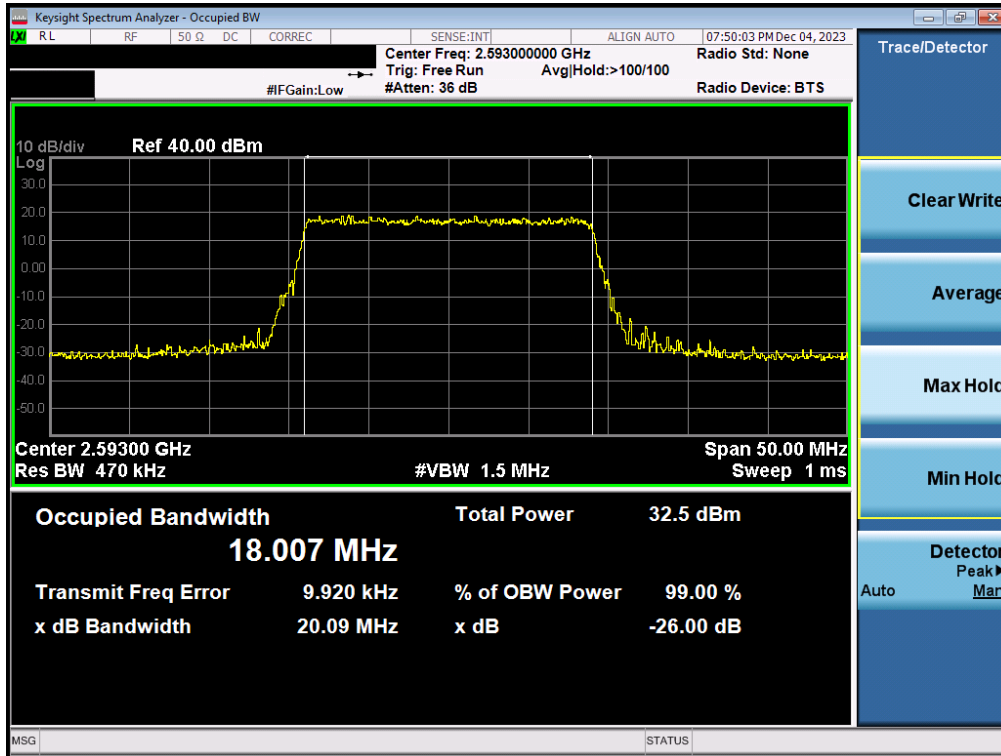 Keysight Spectrum Analyzer - Occupied BW
LXI RL RF 50 Ω DC CORREC SENSE:INT ALIGN AUTO 07:50:03 PM Dec 04, 2023
Center Freq: 2.593000000 GHz Radio Std: None
Trig: Free Run Avg|Hold:>100/100
#IFGain:Low #Atten: 36 dB Radio Device: BTS
Trace/Detector
10 dB/div Ref 40.00 dBm
Log
30.0
20.0
10.0
0.00
-10.0
-20.0
-30.0
-40.0
-50.0
Center 2.59300 GHz Span 50.00 MHz
Res BW 470 kHz #VBW 1.5 MHz Sweep 1 ms
Occupied Bandwidth Total Power 32.5 dBm
18.007 MHz
Transmit Freq Error 9.920 kHz % of OBW Power 99.00 %
x dB Bandwidth 20.09 MHz x dB -26.00 dB
Clear Write
Average
Max Hold
Min Hold
Detector
Peak
Auto Man
MSG STATUS